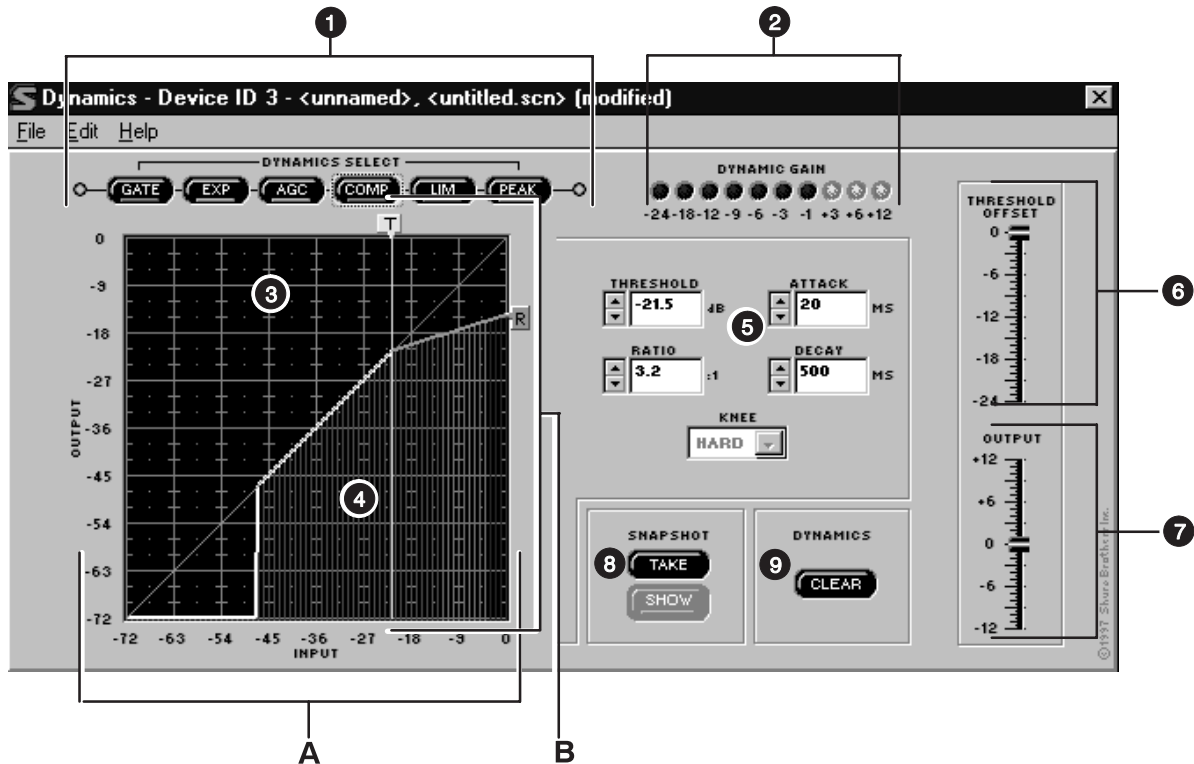 1 2
Dynamics - Device ID 3 - <unnamed>, <untitled.scn> (modified)
File Edit Help
DYNAMICS SELECT
GATE EXP AGC COMP LIM PEAK
DYNAMIC GAIN
-24 -18 -12 -9 -6 -3 -1 +3 +6 +12
T
R
0
-9
-18
-27
-36
-45
-54
-63
-72
OUTPUT
-72 -63 -54 -45 -36 -27 -18 -9 0
INPUT
3
4
THRESHOLD
-21.5 dB
ATTACK
20 MS
5
RATIO
3.2 :1
DECAY
500 MS
KNEE
HARD
SNAPSHOT
8
TAKE
SHOW
DYNAMICS
9
CLEAR
THRESHOLD
OFFSET
0
-6
-12
-18
-24
6
OUTPUT
+12
+6
0
-6
-12
7
©1997 Shure Brothers Inc.
A B